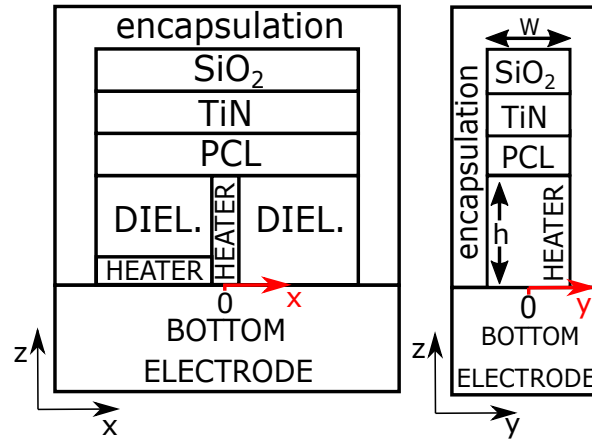 encapsulation
SiO₂
TiN
PCL
DIEL.
HEATER
DIEL.
HEATER
0
x
BOTTOM
ELECTRODE
z
x
W
encapsulation
SiO₂
TiN
PCL
h
HEATER
0
y
BOTTOM
ELECTRODE
z
y